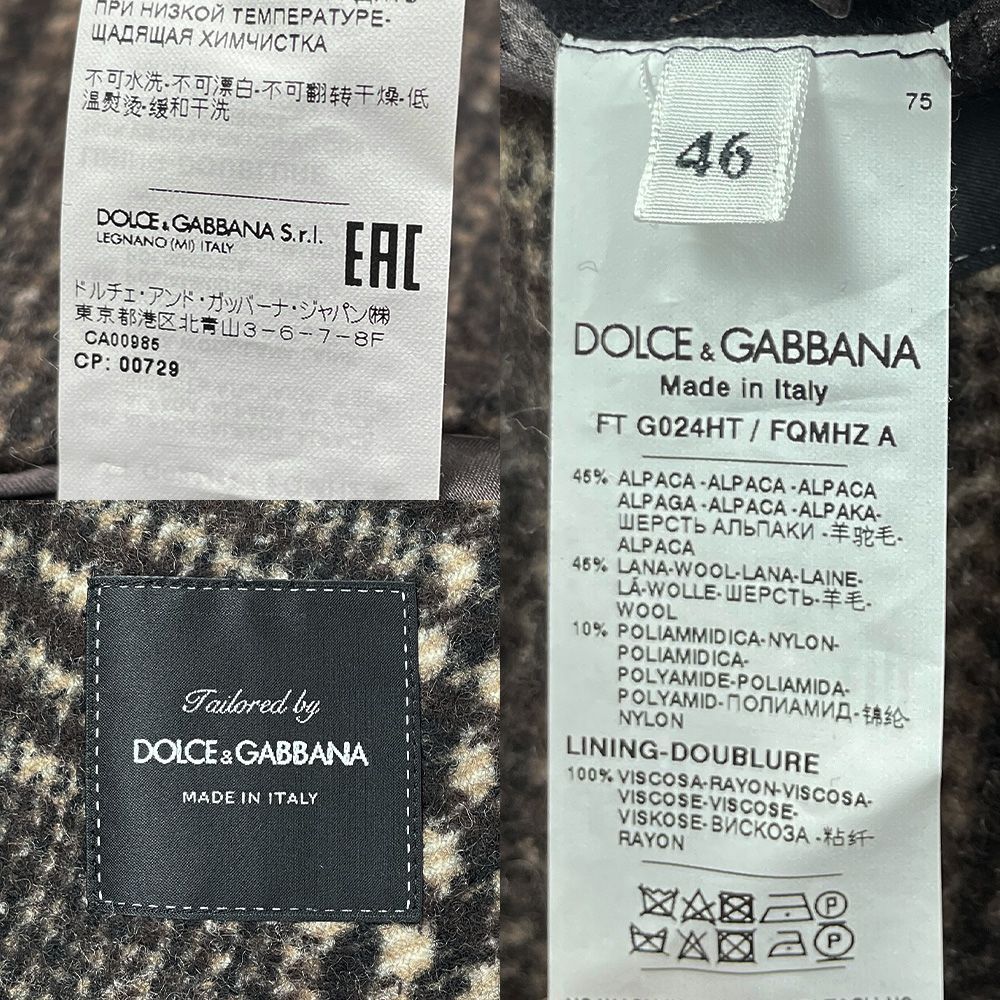 ПРИ НИЗКОЙ ТЕМПЕРАТУРЕ-
ЩАДЯЩАЯ ХИМЧИСТКА
不可水洗-不可漂白-不可翻转干燥-低
温熨烫-缓和干洗
DOLCE & GABBANA S.r.l.
LEGNANO (MI) ITALY
EAC
ドルチェ・アンド・ガッバーナ・ジャパン(株)
東京都港区北青山3-6-7-8F
CA00985
CP: 00729
Tailored by
DOLCE & GABBANA
MADE IN ITALY
75
46
DOLCE & GABBANA
Made in Italy
FT G024HT / FQMHZ A
45% ALPACA -ALPACA -ALPACA
ALPAGA -ALPACA -ALPAKA-
ШЕРСТЬ АЛЬПАКИ -羊驼毛-
ALPACA
45% LANA-WOOL-LANA-LAINE-
LÃ-WOLLE-ШЕРСТЬ-羊毛-
WOOL
10% POLIAMMIDICA-NYLON-
POLIAMIDICA-
POLYAMIDE-POLIAMIDA-
POLYAMID-ПОЛИАМИД-锦纶-
NYLON
LINING-DOUBLURE
100% VISCOSA-RAYON-VISCOSA-
VISCOSE-VISCOSE-
VISKOSE-ВИСКОЗА -粘纤-
RAYON
P
P